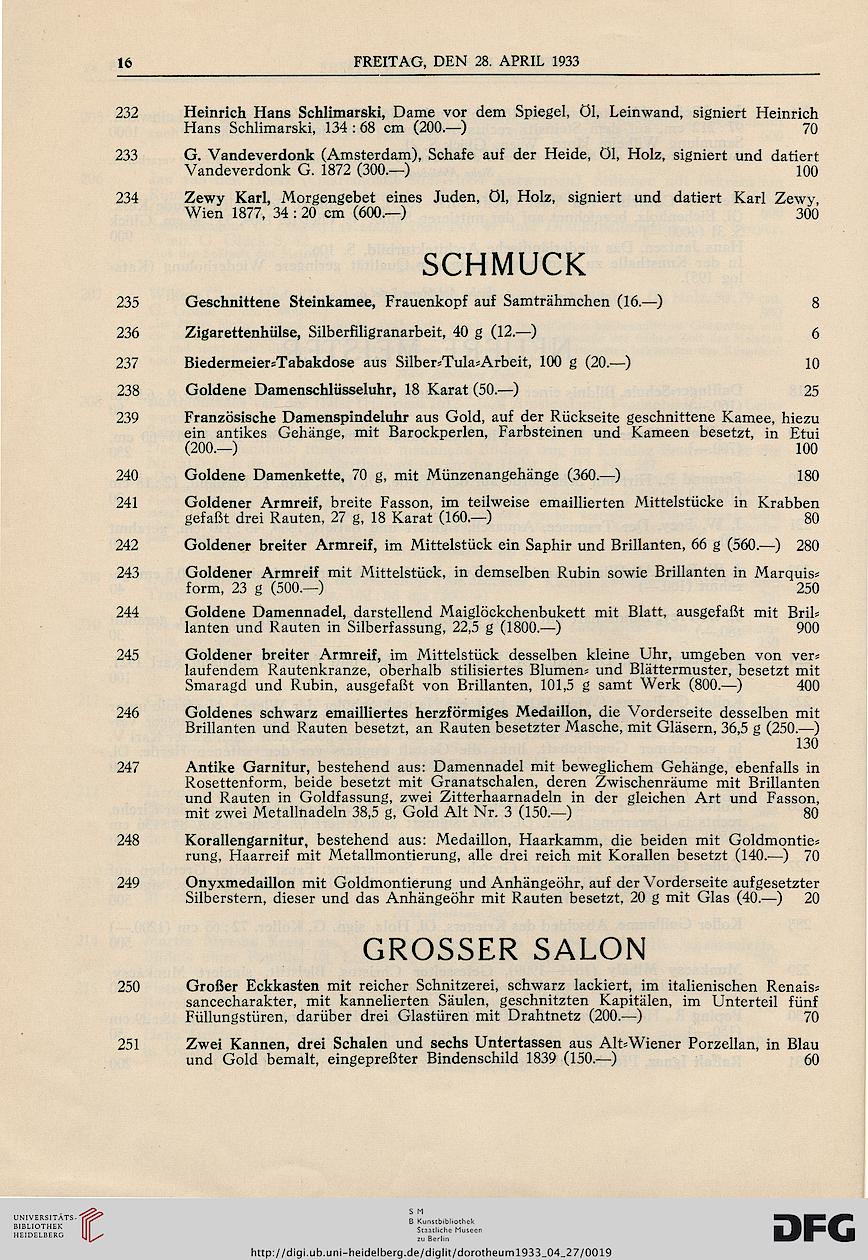 16 FREITAG, DEN 28. APRIL 1933
232 Heinrich Hans Schlimarski, Dame vor dem Spiegel, Öl, Leinwand, signiert Heinrich
Hans Schlimarski, 134 : 68 cm (200.—) 70
233 G. Vandeverdonk (Amsterdam), Schafe auf der Heide, Öl, Holz, signiert und datiert
Vandeverdonk G. 1872 (300.—) 100
234 Zewy Karl, Morgengebet eines Juden, Öl, Holz, signiert und datiert Karl Zewy,
Wien 1877, 34 : 20 cm (600.—) 300
SCHMUCK
235 Geschnittene Steinkamee, Frauenkopf auf Samträhmchen (16.—) 8
236 Zigarettenhülse, Silberfiligranarbeit, 40 g (12.—) 6
237 Biedermeier-Tabakdose aus Silber-Tula-Arbeit, 100 g (20.—) 10
238 Goldene Damenschlüsseluhr, 18 Karat (50.—) 25
239 Französische Damenspindeluhr aus Gold, auf der Rückseite geschnittene Kamee, hiezu
ein antikes Gehänge, mit Barockperlen, Farbsteinen und Kameen besetzt, in Etui
(200.—) 100
240 Goldene Damenkette, 70 g, mit Münzenangehänge (360.—) 180
241 Goldener Armreif, breite Fasson, im teilweise emaillierten Mittelstücke in Krabben
gefaßt drei Rauten, 27 g, 18 Karat (160.—) 80
242 Goldener breiter Armreif, im Mittelstück ein Saphir und Brillanten, 66 g (560.—) 280
243 Goldener Armreif mit Mittelstück, in demselben Rubin sowie Brillanten in Marquis-
form, 23 g (500.—) 250
244 Goldene Damennadel, darstellend Maiglöckchenbukett mit Blatt, ausgefaßt mit Bril-
lanten und Rauten in Silberfassung, 22,5 g (1800.—) 900
245 Goldener breiter Armreif, im Mittelstück desselben kleine Uhr, umgeben von ver-
laufendem Rautenkranze, oberhalb stilisiertes Blumen- und Blättermuster, besetzt mit
Smaragd und Rubin, ausgefaßt von Brillanten, 101,5 g samt Werk (800.—) 400
246 Goldenes schwarz emailliertes herzförmiges Medaillon, die Vorderseite desselben mit
Brillanten und Rauten besetzt, an Rauten besetzter Masche, mit Gläsern, 36,5 g (250.—)
130
247 Antike Garnitur, bestehend aus: Damennadel mit beweglichem Gehänge, ebenfalls in
Rosettenform, beide besetzt mit Granatschalen, deren Zwischenräume mit Brillanten
und Rauten in Goldfassung, zwei Zitterhaarnadeln in der gleichen Art und Fasson,
mit zwei Metallnadeln 38,5 g, Gold Alt Nr. 3 (150.—) 80
248 Korallengarnitur, bestehend aus: Medaillon, Haarkamm, die beiden mit Goldmontie-
rung, Haarreif mit Metallmontierung, alle drei reich mit Korallen besetzt (140.—) 70
249 Onyxmedaillon mit Goldmontierung und Anhängeöhr, auf der Vorderseite aufgesetzter
Silberstern, dieser und das Anhängeöhr mit Rauten besetzt, 20 g mit Glas (40.—) 20
GROSSER SALON
250 Großer Eckkasten mit reicher Schnitzerei, schwarz lackiert, im italienischen Renais-
sancecharakter, mit kannelierten Säulen, geschnitzten Kapitälen, im Unterteil fünf
Füllungstüren, darüber drei Glastüren mit Drahtnetz (200.—) 70
251 Zwei Kannen, drei Schalen und sechs Untertassen aus Alt-Wiener Porzellan, in Blau
und Gold bemalt, eingepreßter Bindenschild 1839 (150.—) 60
UNIVERSITÄTS-
BIBLIOTHEK
HEIDELBERG
S M
B Kunstbibliothek
Staatliche Museen
zu Berlin
DFG
http://digi.ub.uni-heidelberg.de/diglit/dorotheum1933_04_27/0019